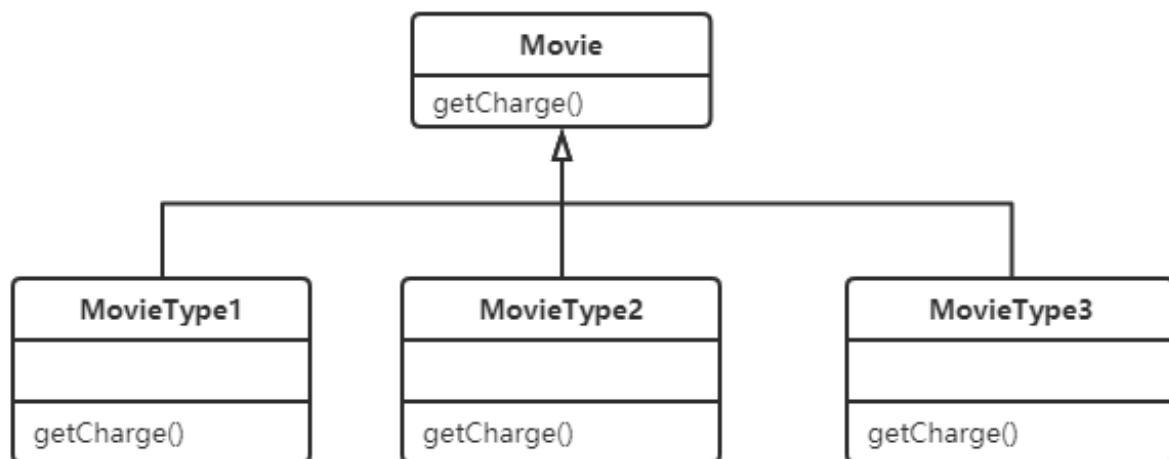 Movie
getCharge()
MovieType1
MovieType2
MovieType3
getCharge()
getCharge()
getCharge()